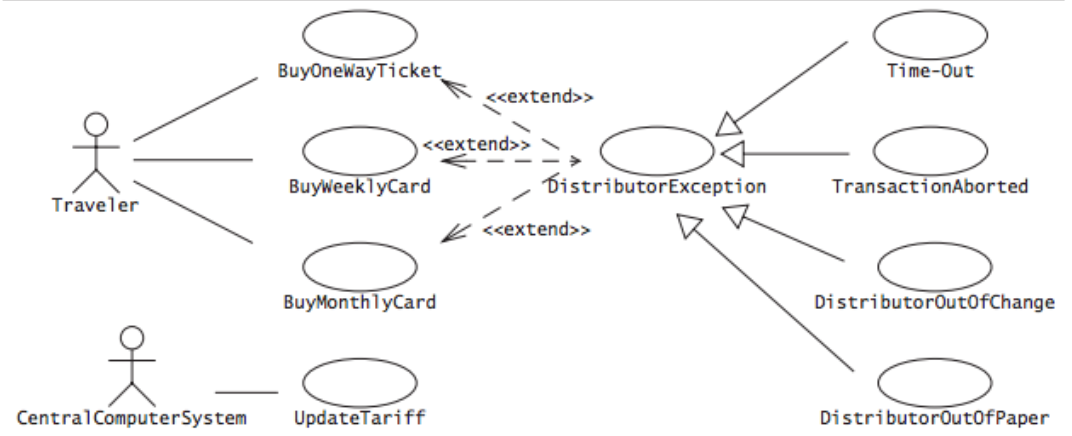 BuyOneWayTicket
Time-Out
<<extend>>
<<extend>>
BuyWeeklyCard
DistributorException
TransactionAborted
Traveler
<<extend>>
BuyMonthlyCard
DistributorOutOfChange
CentralComputerSystem
UpdateTariff
DistributorOutOfPaper